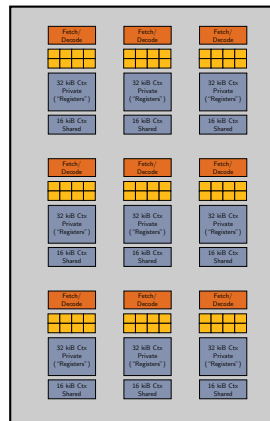 Fetch/
Decode
32 kiB Ctx
Private
("Registers")
16 kiB Ctx
Shared
Fetch/
Decode
32 kiB Ctx
Private
("Registers")
16 kiB Ctx
Shared
Fetch/
Decode
32 kiB Ctx
Private
("Registers")
16 kiB Ctx
Shared
Fetch/
Decode
32 kiB Ctx
Private
("Registers")
16 kiB Ctx
Shared
Fetch/
Decode
32 kiB Ctx
Private
("Registers")
16 kiB Ctx
Shared
Fetch/
Decode
32 kiB Ctx
Private
("Registers")
16 kiB Ctx
Shared
Fetch/
Decode
32 kiB Ctx
Private
("Registers")
16 kiB Ctx
Shared
Fetch/
Decode
32 kiB Ctx
Private
("Registers")
16 kiB Ctx
Shared
Fetch/
Decode
32 kiB Ctx
Private
("Registers")
16 kiB Ctx
Shared